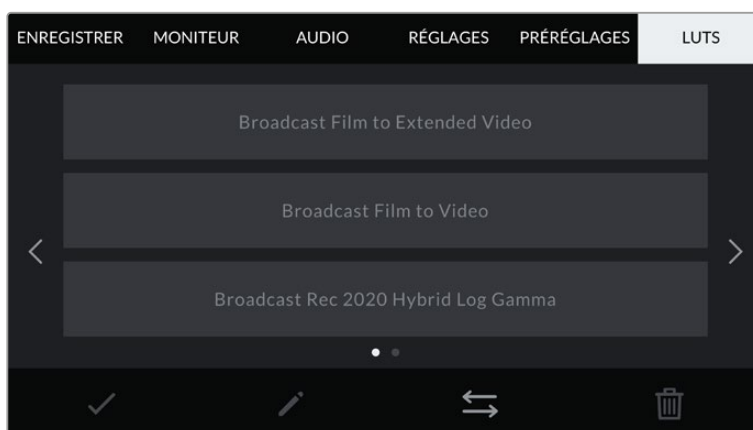 ENREGISTRER MONITEUR AUDIO RÉGLAGES PRÉRÉGLAGES LUTS
Broadcast Film to Extended Video
Broadcast Film to Video
Broadcast Rec 2020 Hybrid Log Gamma